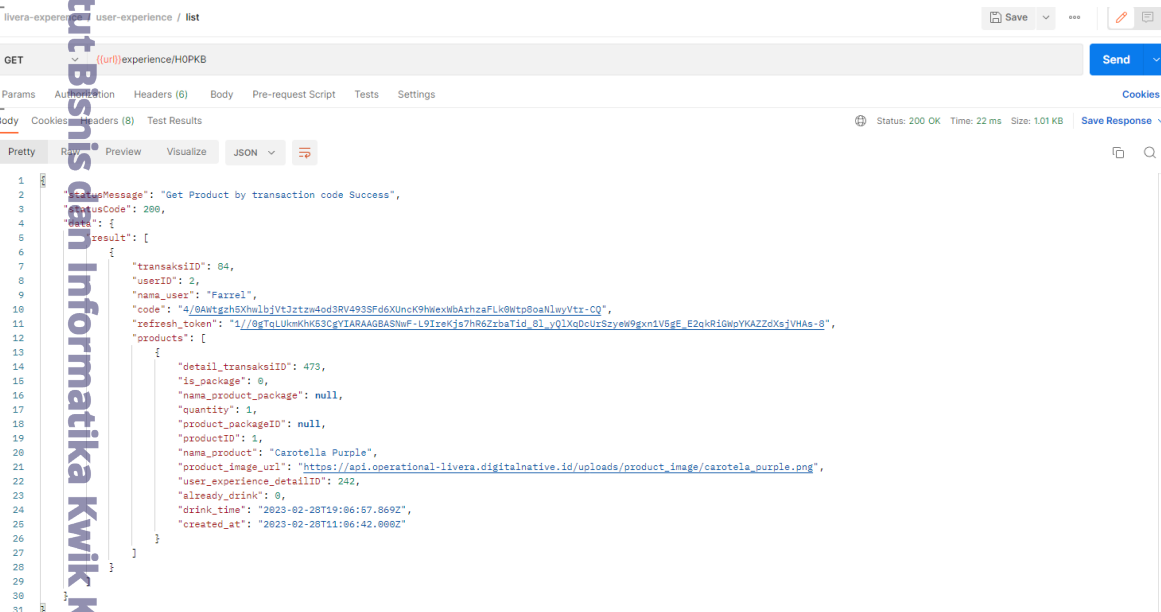 livera-experence / user-experience / list
Save
GET {{url}}experience/H0PKB Send
Params Authorization Headers (6) Body Pre-request Script Tests Settings Cookies
Body Cookies Headers (8) Test Results Status: 200 OK Time: 22 ms Size: 1.01 KB Save Response
Pretty Raw Preview Visualize JSON
1 {
2 "statusMessage": "Get Product by transaction code Success",
3 "statusCode": 200,
4 "data": {
5 "result": [
6 {
7 "transaksiID": 84,
8 "userID": 2,
9 "nama_user": "Farrel",
10 "code": "4/0AWtgzh5XhwlbjVtJztzw4od3RV493SFd6XUncK9hWexWbArhzaFLk0Wtp8oaNlwyVtr-CQ",
11 "refresh_token": "1//0gTqLUkmKhK53CgYIARAAGBASNwF-L9IreKjs7hR6ZrbaTid_8l_yQlXqDcUrSzyeW9gxn1V5gE_E2qkRiGWpYKAZZdXsjVHAs-8",
12 "products": [
13 {
14 "detail_transaksiID": 473,
15 "is_package": 0,
16 "nama_product_package": null,
17 "quantity": 1,
18 "product_packageID": null,
19 "productID": 1,
20 "nama_product": "Carotella Purple",
21 "product_image_url": "https://api.operational-livera.digitalnative.id/uploads/product_image/carotela_purple.png",
22 "user_experience_detailID": 242,
23 "already_drink": 0,
24 "drink_time": "2023-02-28T19:06:57.869Z",
25 "created_at": "2023-02-28T11:06:42.000Z"
26 }
27 ]
28 }
29 ]
30 }
31 }
tut Bisnis dan Informatika Kwik K